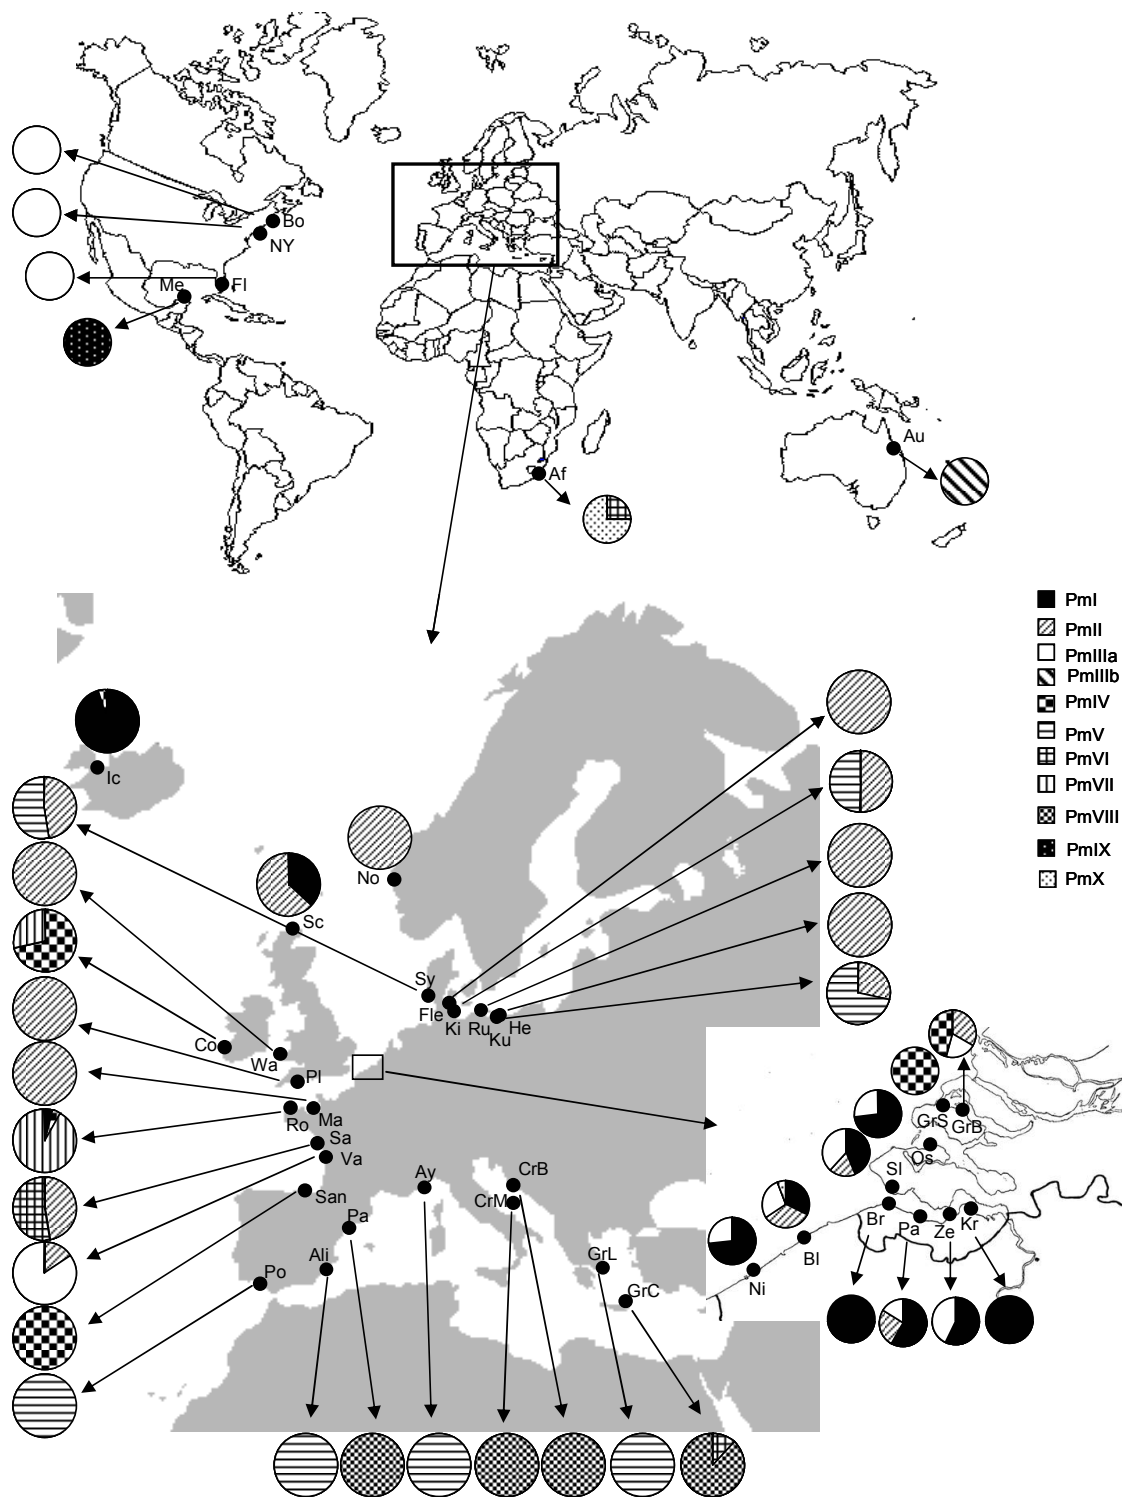 Bo
NY
Me
Fl
Au
Af
PmI
PmII
PmIIIa
PmIIIb
PmIV
PmV
PmVI
PmVII
PmVIII
PmIX
PmX
Ic
No
Sc
Sy
Fle
Ki
Ru
Ku
He
Co
Wa
Pl
Ro
Ma
Sa
Va
San
Pa
Ali
Po
Ay
CrB
CrM
GrL
GrC
GrS
GrB
Os
Sl
Br
Pa
Ze
Kr
Bl
Ni